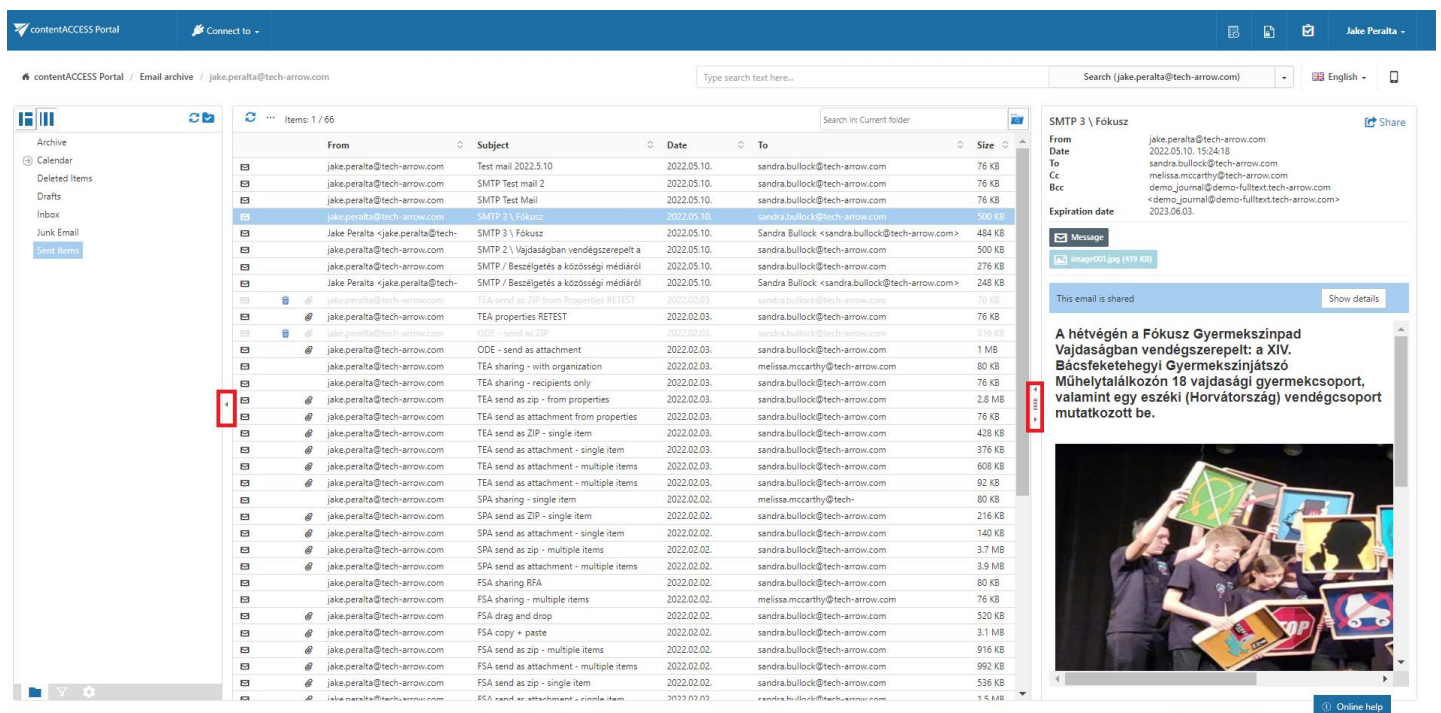 contentACCESS Portal
Connect to
Jake Peralta
contentACCESS Portal / Email archive / jake.peralta@tech-arrow.com
Type search text here...
Search (jake.peralta@tech-arrow.com)
English
Archive
Calendar
Deleted Items
Drafts
Inbox
Junk Email
Sent Items
Items: 1 / 66
Search in: Current folder
From Subject Date To Size
jake.peralta@tech-arrow.com Test mail 2022.5.10 2022.05.10. sandra.bullock@tech-arrow.com 76 KB
jake.peralta@tech-arrow.com SMTP Test mail 2 2022.05.10. sandra.bullock@tech-arrow.com 76 KB
jake.peralta@tech-arrow.com SMTP Test Mail 2022.05.10. sandra.bullock@tech-arrow.com 76 KB
jake.peralta@tech-arrow.com SMTP 3 \ Fókusz 2022.05.10. sandra.bullock@tech-arrow.com 500 KB
Jake Peralta <jake.peralta@tech- SMTP 3 \ Fókusz 2022.05.10. Sandra Bullock <sandra.bullock@tech-arrow.com> 484 KB
jake.peralta@tech-arrow.com SMTP 2 \ Vajdaságban vendégszerepelt a 2022.05.10. sandra.bullock@tech-arrow.com 500 KB
jake.peralta@tech-arrow.com SMTP / Beszélgetés a közösségi médiáról 2022.05.10. sandra.bullock@tech-arrow.com 276 KB
Jake Peralta <jake.peralta@tech- SMTP / Beszélgetés a közösségi médiáról 2022.05.10. Sandra Bullock <sandra.bullock@tech-arrow.com> 248 KB
jake.peralta@tech-arrow.com TEA send as ZIP from Properties RETEST 2022.02.03. sandra.bullock@tech-arrow.com 76 KB
jake.peralta@tech-arrow.com TEA properties RETEST 2022.02.03. sandra.bullock@tech-arrow.com 76 KB
jake.peralta@tech-arrow.com ODE - send as ZIP 2022.02.03. sandra.bullock@tech-arrow.com 316 KB
jake.peralta@tech-arrow.com ODE - send as attachment 2022.02.03. sandra.bullock@tech-arrow.com 1 MB
jake.peralta@tech-arrow.com TEA sharing - with organization 2022.02.03. melissa.mccarthy@tech-arrow.com 80 KB
jake.peralta@tech-arrow.com TEA sharing - recipients only 2022.02.03. sandra.bullock@tech-arrow.com 76 KB
jake.peralta@tech-arrow.com TEA send as zip - from properties 2022.02.03. sandra.bullock@tech-arrow.com 2.8 MB
jake.peralta@tech-arrow.com TEA send as attachment from properties 2022.02.03. sandra.bullock@tech-arrow.com 76 KB
jake.peralta@tech-arrow.com TEA send as ZIP - single item 2022.02.03. sandra.bullock@tech-arrow.com 428 KB
jake.peralta@tech-arrow.com TEA send as attachment - single item 2022.02.03. sandra.bullock@tech-arrow.com 376 KB
jake.peralta@tech-arrow.com TEA send as attachment - multiple items 2022.02.03. sandra.bullock@tech-arrow.com 608 KB
jake.peralta@tech-arrow.com TEA send as attachment - multiple items 2022.02.03. sandra.bullock@tech-arrow.com 92 KB
jake.peralta@tech-arrow.com SPA sharing - single item 2022.02.02. melissa.mccarthy@tech- 80 KB
jake.peralta@tech-arrow.com SPA send as ZIP - single item 2022.02.02. sandra.bullock@tech-arrow.com 216 KB
jake.peralta@tech-arrow.com SPA send as attachment - single item 2022.02.02. sandra.bullock@tech-arrow.com 140 KB
jake.peralta@tech-arrow.com SPA send as zip - multiple items 2022.02.02. sandra.bullock@tech-arrow.com 3.7 MB
jake.peralta@tech-arrow.com SPA send as attachment - multiple items 2022.02.02. sandra.bullock@tech-arrow.com 3.9 MB
jake.peralta@tech-arrow.com FSA sharing RFA 2022.02.02. sandra.bullock@tech-arrow.com 80 KB
jake.peralta@tech-arrow.com FSA sharing - multiple items 2022.02.02. melissa.mccarthy@tech-arrow.com 76 KB
jake.peralta@tech-arrow.com FSA drag and drop 2022.02.02. sandra.bullock@tech-arrow.com 520 KB
jake.peralta@tech-arrow.com FSA copy + paste 2022.02.02. sandra.bullock@tech-arrow.com 3.1 MB
jake.peralta@tech-arrow.com FSA send as zip - multiple items 2022.02.02. sandra.bullock@tech-arrow.com 916 KB
jake.peralta@tech-arrow.com FSA send as attachment - multiple items 2022.02.02. sandra.bullock@tech-arrow.com 992 KB
jake.peralta@tech-arrow.com FSA send as zip - single item 2022.02.02. sandra.bullock@tech-arrow.com 536 KB
jake.peralta@tech-arrow.com FSA send as attachment - single item 2022.02.02. sandra.bullock@tech-arrow.com 1.5 MB
SMTP 3 \ Fókusz
Share
From jake.peralta@tech-arrow.com
Date 2022.05.10. 15:24:18
To sandra.bullock@tech-arrow.com
Cc melissa.mccarthy@tech-arrow.com
Bcc demo_journal@demo-fulltext.tech-arrow.com
<demo_journal@demo-fulltext.tech-arrow.com>
Expiration date 2023.06.03.
Message
image001.jpg (419 KB)
This email is shared
Show details
A hétvégén a Fókusz Gyermekszínpad
Vajdaságban vendégszerepelt: a XIV.
Bácsfeketehegyi Gyermekszínjátszó
Műhelytalálkozón 18 vajdasági gyermekcsoport,
valamint egy eszéki (Horvátország) vendégcsoport
mutatkozott be.
STOP
Online help